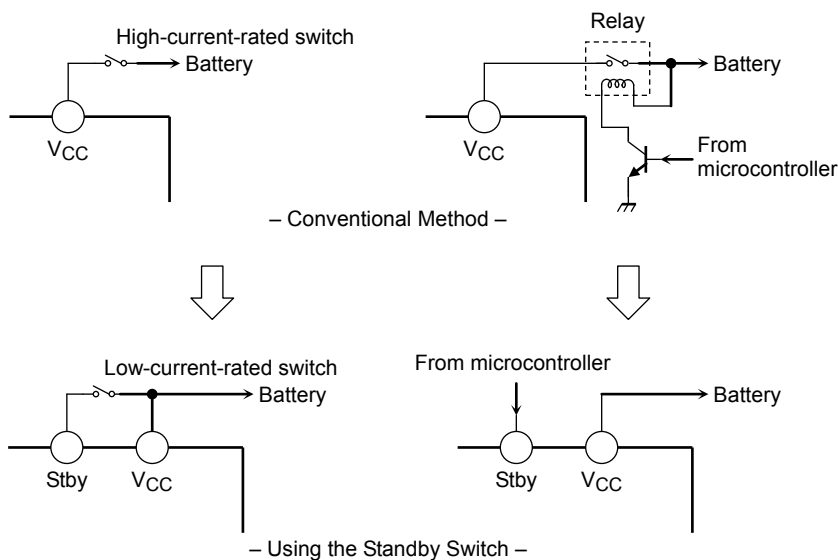 High-current-rated switch
Battery
VCC
Relay
Battery
VCC
From
microcontroller
– Conventional Method –
Low-current-rated switch
Battery
Stby
VCC
From microcontroller
Battery
Stby
VCC
– Using the Standby Switch –